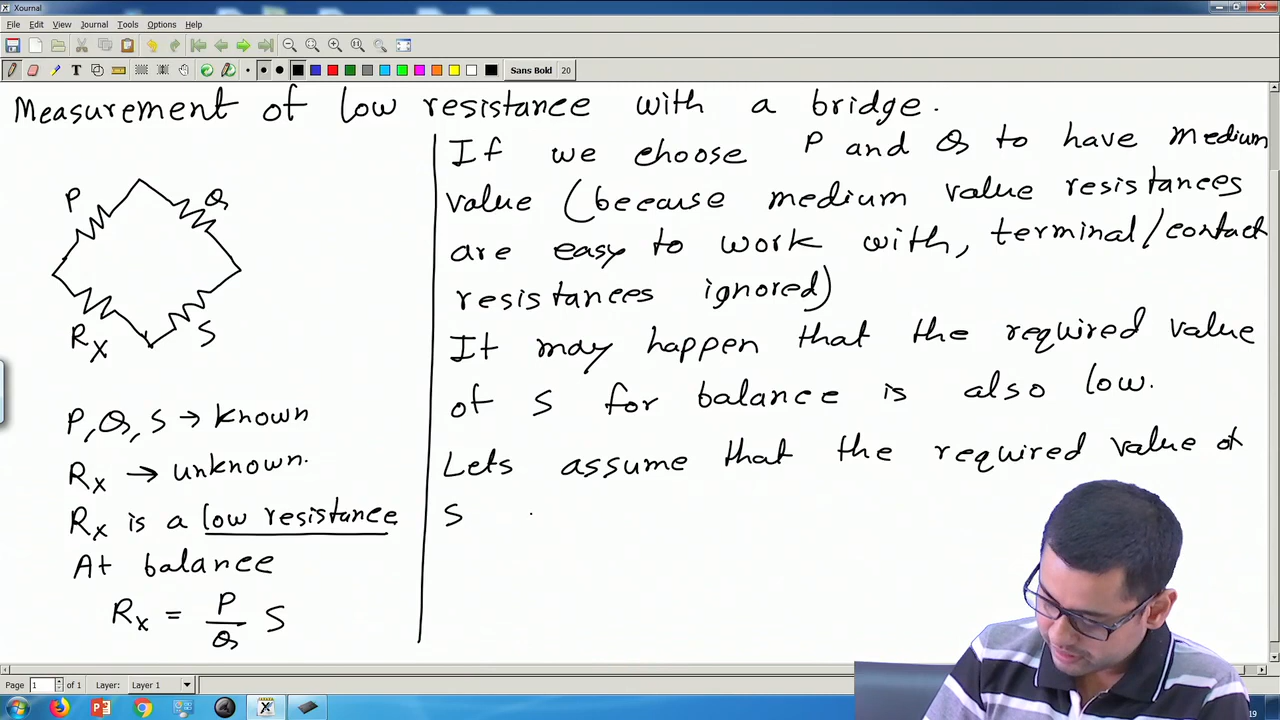 Xournal
File Edit View Journal Tools Options Help
Sans Bold 20
Measurement of low resistance with a bridge.
P
Q
Rx
S
P, Q, S → known
Rx → unknown.
Rx is a low resistance
At balance
Rx = P/Q S
If we choose P and Q to have medium
value (because medium value resistances
are easy to work with, terminal/contact
resistances ignored)
It may happen that the required value
of S for balance is also low.
Lets assume that the required value of
S
Page 1 of 1 Layer: Layer 1
19